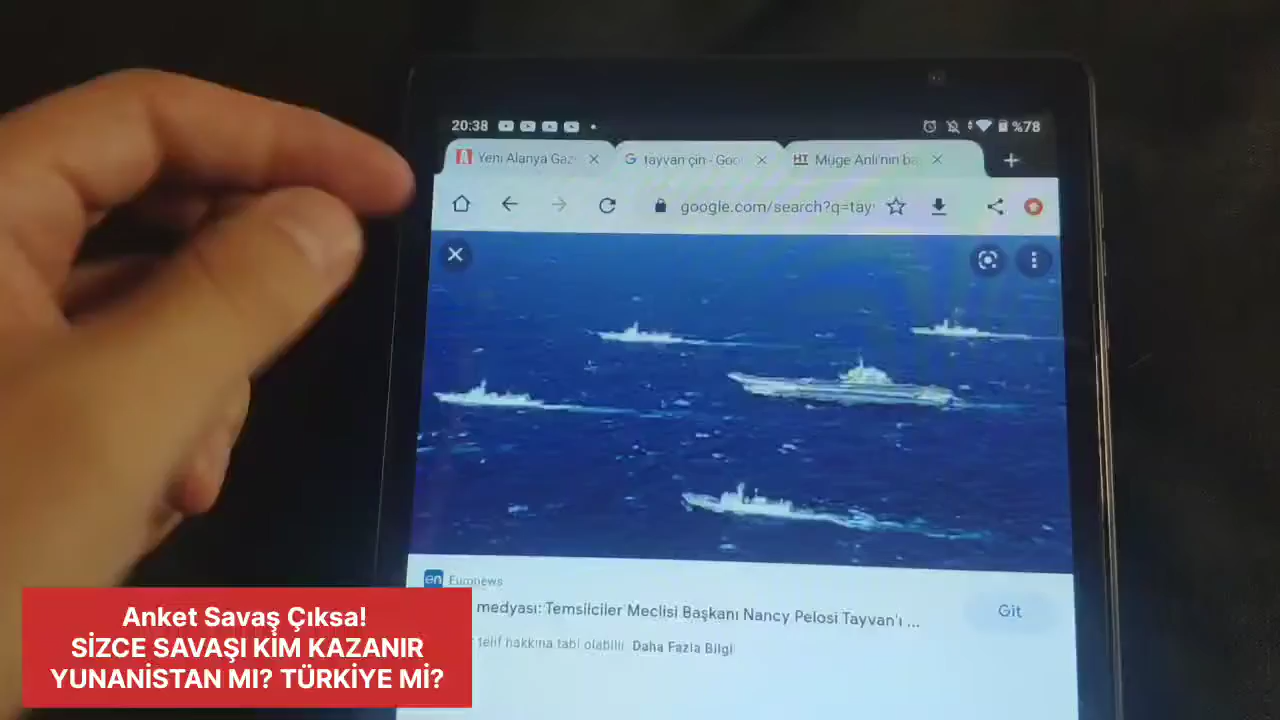 20:38
%78
Yeni Alanya Gaz
tayvan çin - Goo
HT Müge Anlı'nın ba
google.com/search?q=tay
en Euronews
medyası: Temsilciler Meclisi Başkanı Nancy Pelosi Tayvan'ı ...
Git
telif hakkına tabi olabilir. Daha Fazla Bilgi
Anket Savaş Çıksa!
SİZCE SAVAŞI KİM KAZANIR
YUNANİSTAN MI? TÜRKİYE Mİ?